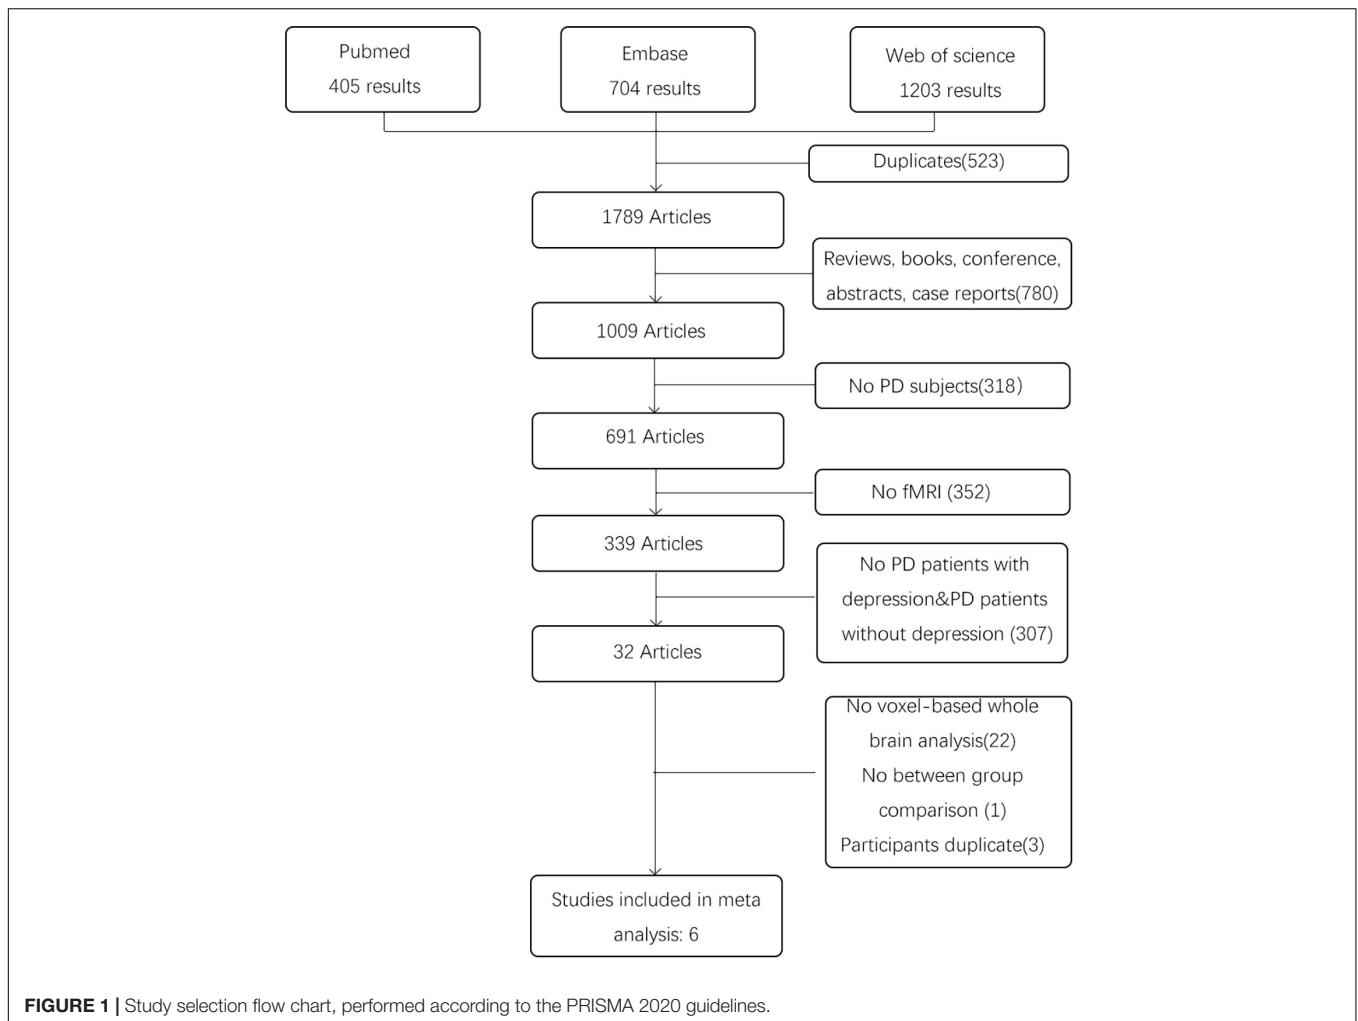 Pubmed
405 results
Embase
704 results
Web of science
1203 results
Duplicates(523)
1789 Articles
Reviews, books, conference,
abstracts, case reports(780)
1009 Articles
No PD subjects(318)
691 Articles
No fMRI (352)
339 Articles
No PD patients with
depression&PD patients
without depression (307)
32 Articles
No voxel-based whole
brain analysis(22)
No between group
comparison (1)
Participants duplicate(3)
Studies included in meta
analysis: 6
FIGURE 1 | Study selection flow chart, performed according to the PRISMA 2020 guidelines.